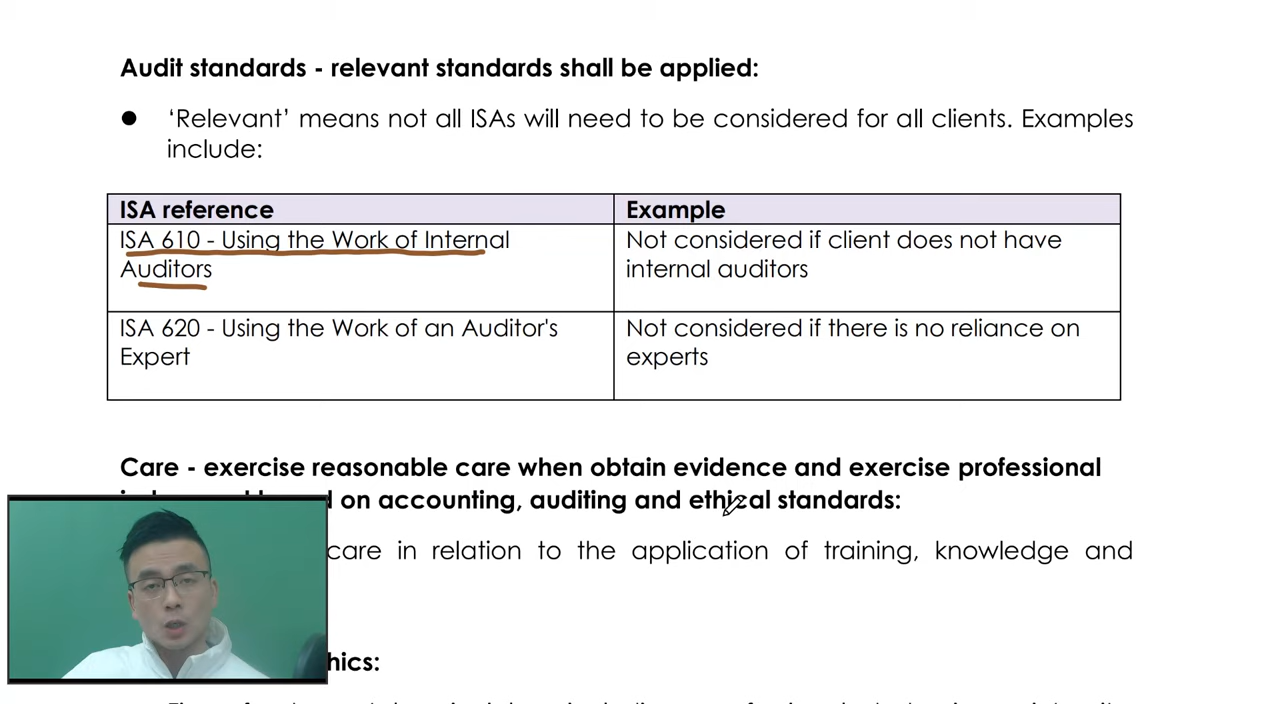 Audit standards - relevant standards shall be applied:
● ‘Relevant’ means not all ISAs will need to be considered for all clients. Examples
include:
ISA reference
Example
ISA 610 - Using the Work of Internal
Auditors
Not considered if client does not have
internal auditors
ISA 620 - Using the Work of an Auditor's
Expert
Not considered if there is no reliance on
experts
Care - exercise reasonable care when obtain evidence and exercise professional
on accounting, auditing and ethical standards:
care in relation to the application of training, knowledge and